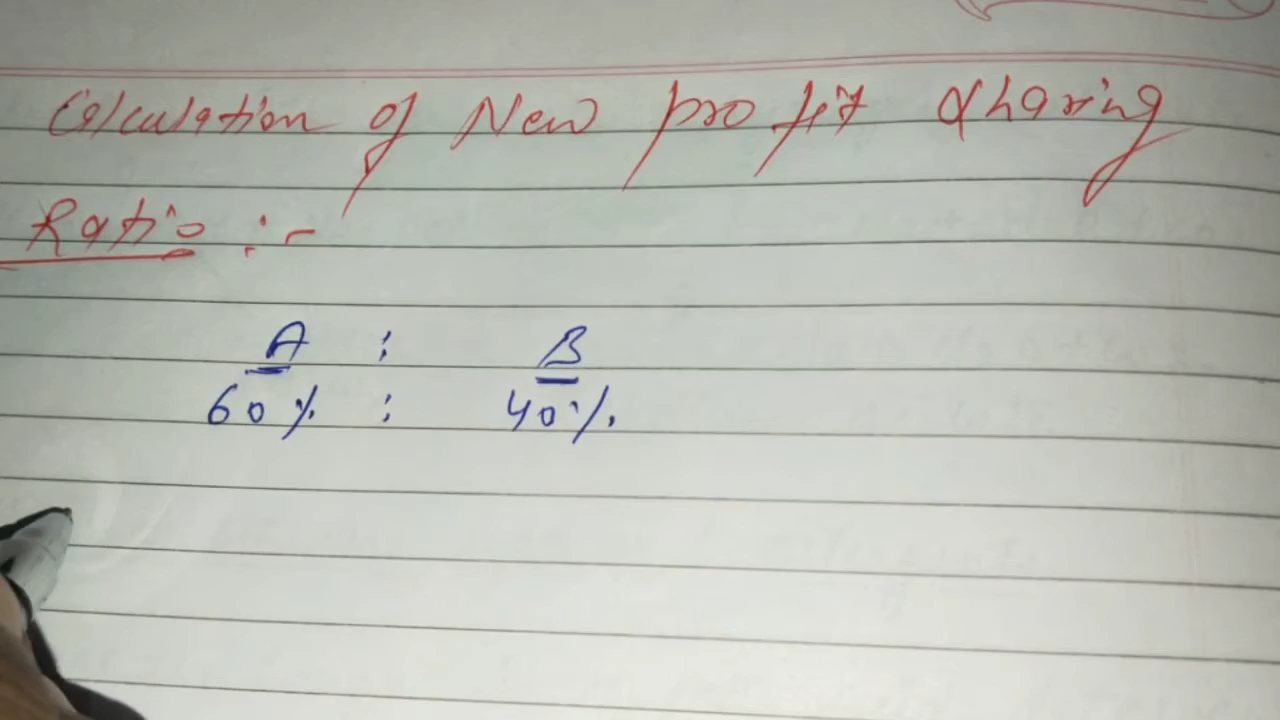 Calculation of New profit sharing
Ratio :-
A : B
60% : 40%